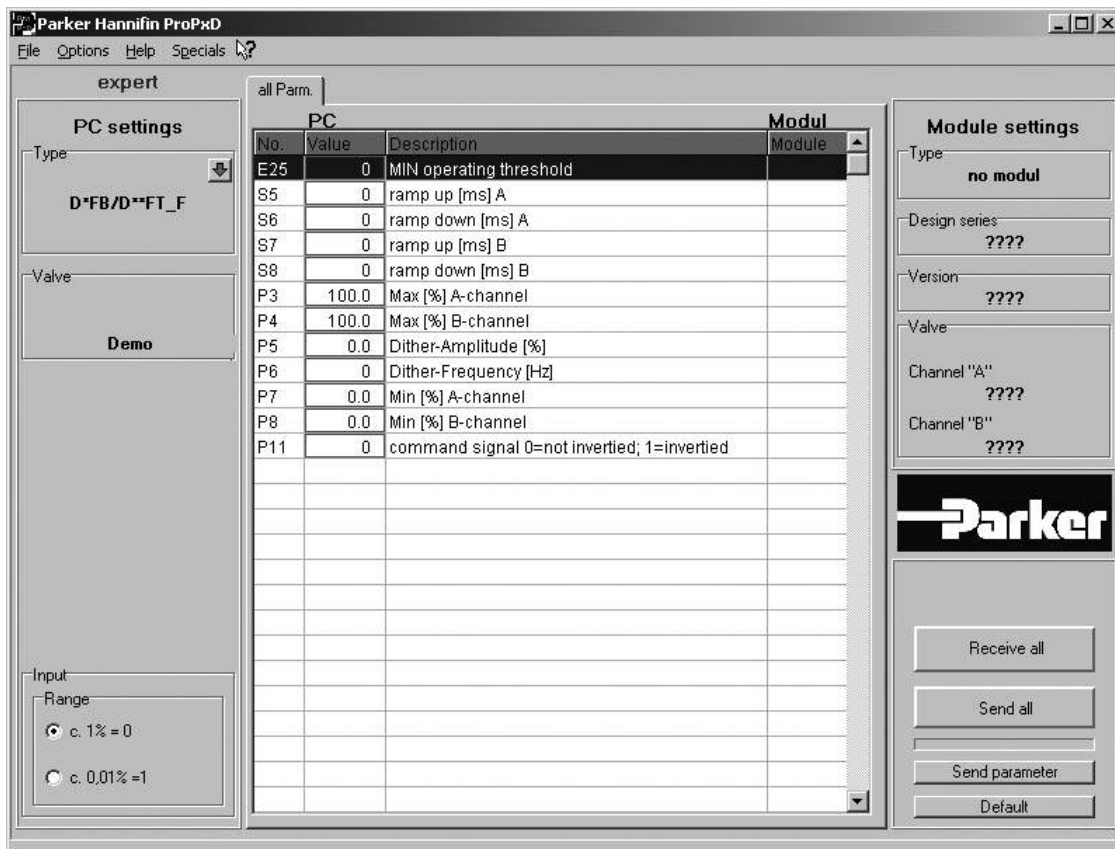 Parker Hannifin ProPxD
File Options Help Specials
expert
PC settings
Type
D*FB/D**FT_F
Valve
Demo
Input
Range
c. 1% = 0
c. 0,01% =1
all Parm.
PC Modul
No. Value Description Module
E25 0 MIN operating threshold
S5 0 ramp up [ms] A
S6 0 ramp down [ms] A
S7 0 ramp up [ms] B
S8 0 ramp down [ms] B
P3 100.0 Max [%] A-channel
P4 100.0 Max [%] B-channel
P5 0.0 Dither-Amplitude [%]
P6 0 Dither-Frequency [Hz]
P7 0.0 Min [%] A-channel
P8 0.0 Min [%] B-channel
P11 0 command signal 0=not invertied; 1=invertied
Module settings
Type
no modul
Design series
????
Version
????
Valve
Channel "A"
????
Channel "B"
????
Parker
Receive all
Send all
Send parameter
Default